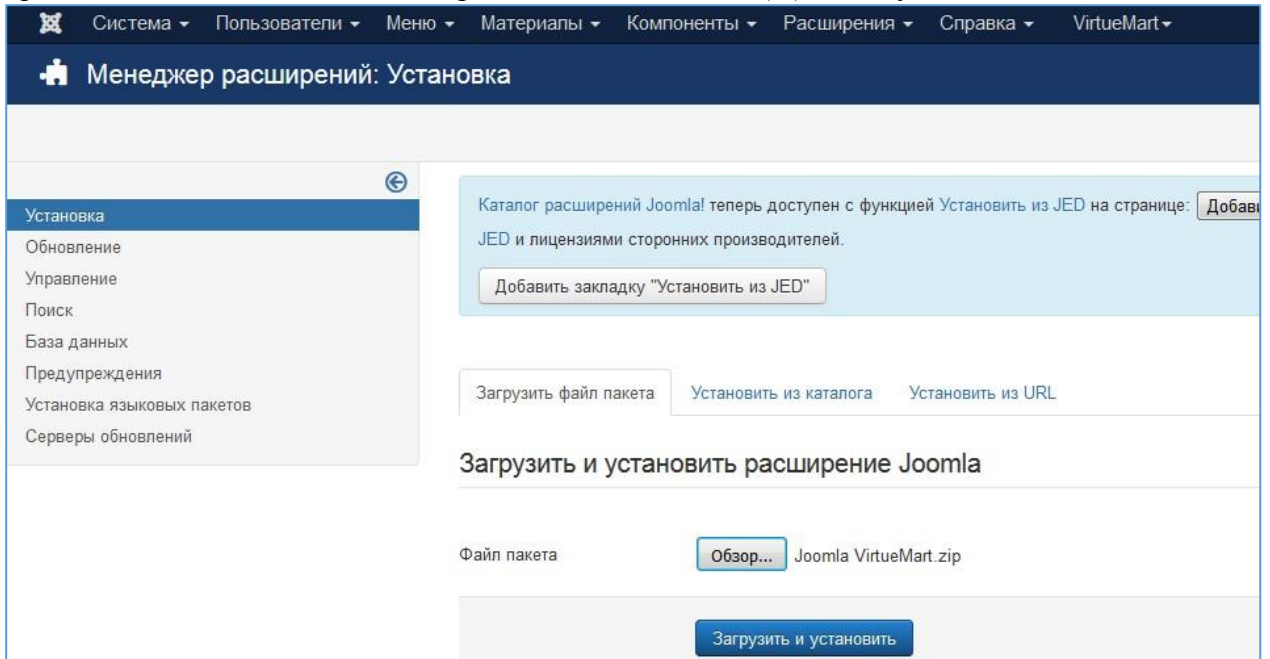 Система Пользователи Меню Материалы Компоненты Расширения Справка VirtueMart
Менеджер расширений: Установка
Установка
Обновление
Управление
Поиск
База данных
Предупреждения
Установка языковых пакетов
Серверы обновлений
Каталог расширений Joomla! теперь доступен с функцией Установить из JED на странице:
JED и лицензиями сторонних производителей.
Добавить закладку "Установить из JED"
Загрузить файл пакета Установить из каталога Установить из URL
Загрузить и установить расширение Joomla
Файл пакета Обзор... Joomla VirtueMart.zip
Загрузить и установить